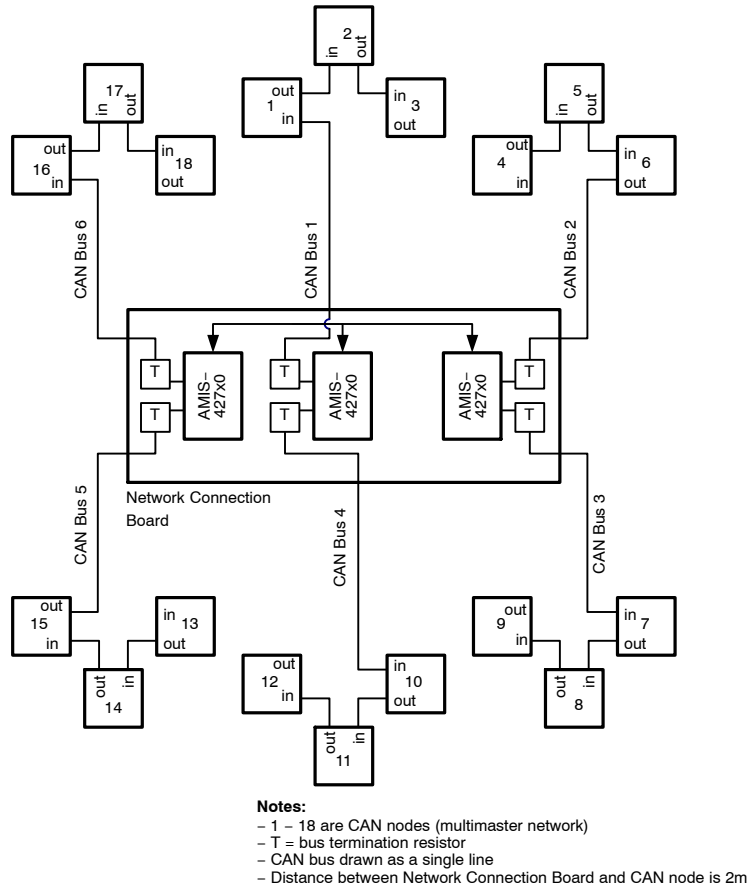 2
in
out
17
in
out
out
1
in
in
3
out
5
in
out
out
16
in
in
18
out
out
4
in
in
6
out
CAN Bus 6
CAN Bus 1
CAN Bus 2
T
AMIS–
427x0
T
T
AMIS–
427x0
T
AMIS–
427x0
T
T
Network Connection
Board
CAN Bus 5
CAN Bus 4
CAN Bus 3
out
15
in
in
13
out
out
in
14
out
12
in
in
10
out
out
in
11
out
9
in
in
7
out
out
in
8
Notes:
– 1 – 18 are CAN nodes (multimaster network)
– T = bus termination resistor
– CAN bus drawn as a single line
– Distance between Network Connection Board and CAN node is 2m